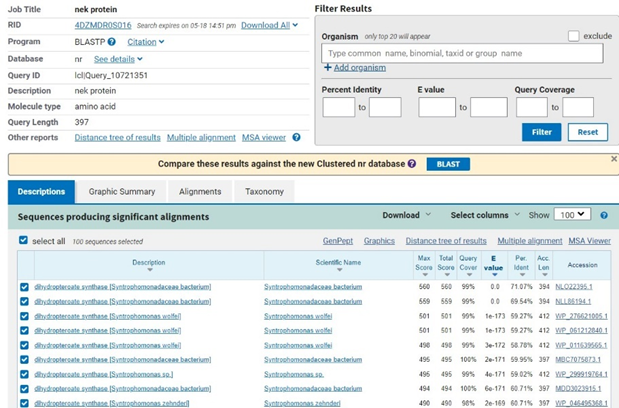 Job Title nek protein
RID 4DZMDR0S016 Search expires on 05-18 14:51 pm Download All
Program BLASTP Citation
Database nr See details
Query ID lcl|Query_10721351
Description nek protein
Molecule type amino acid
Query Length 397
Other reports Distance tree of results Multiple alignment MSA viewer
Filter Results
Organism only top 20 will appear exclude
Type common name, binomial, taxid or group name
+ Add organism
Percent Identity E value Query Coverage
to to to
Filter Reset
Compare these results against the new Clustered nr database BLAST
Descriptions Graphic Summary Alignments Taxonomy
Sequences producing significant alignments Download Select columns Show 100
select all 100 sequences selected GenPept Graphics Distance tree of results Multiple alignment MSA Viewer
Description Scientific Name Max Score Total Score Query Cover E value Per. Ident Acc. Len Accession
dihydropteroate synthase [Syntrophomonadaceae bacterium] Syntrophomonadaceae bacterium 560 560 99% 0.0 71.07% 394 NLO22395.1
dihydropteroate synthase [Syntrophomonadaceae bacterium] Syntrophomonadaceae bacterium 559 559 99% 0.0 69.54% 394 NLL86194.1
dihydropteroate synthase [Syntrophomonas wolfei] Syntrophomonas wolfei 501 501 99% 1e-173 59.27% 412 WP_276621005.1
dihydropteroate synthase [Syntrophomonas wolfei] Syntrophomonas wolfei 501 501 99% 1e-173 59.27% 412 WP_061212840.1
dihydropteroate synthase [Syntrophomonas wolfei] Syntrophomonas wolfei 498 498 99% 3e-172 58.78% 412 WP_011639565.1
dihydropteroate synthase [Syntrophomonadaceae bacterium] Syntrophomonadaceae bacterium 495 495 100% 2e-171 59.95% 397 MBC7075873.1
dihydropteroate synthase [Syntrophomonas sp.] Syntrophomonas sp. 495 495 99% 4e-171 59.02% 412 WP_299919764.1
dihydropteroate synthase [Syntrophomonadaceae bacterium] Syntrophomonadaceae bacterium 494 494 100% 6e-171 60.71% 397 MDD3023915.1
dihydropteroate synthase [Syntrophomonas zehnderi] Syntrophomonas zehnderi 490 490 98% 2e-169 60.71% 397 WP_046495368.1